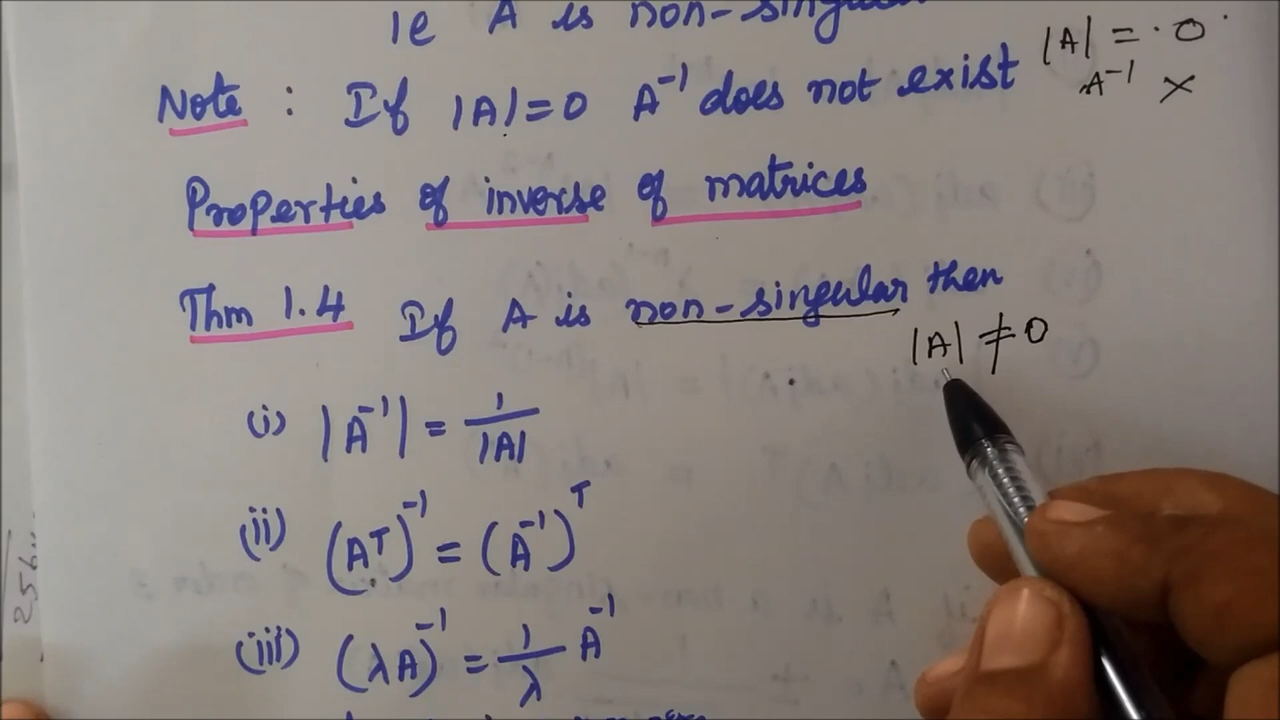 ie A is non-singular
|A| = 0
A⁻¹ ×
Note : If |A|=0 A⁻¹ does not exist
Properties of inverse of matrices
Thm 1.4 If A is non-singular then
|A| ≠ 0
(i) |A⁻¹| = 1/|A|
(ii) (Aᵀ)⁻¹ = (A⁻¹)ᵀ
(iii) (λA)⁻¹ = 1/λ A⁻¹